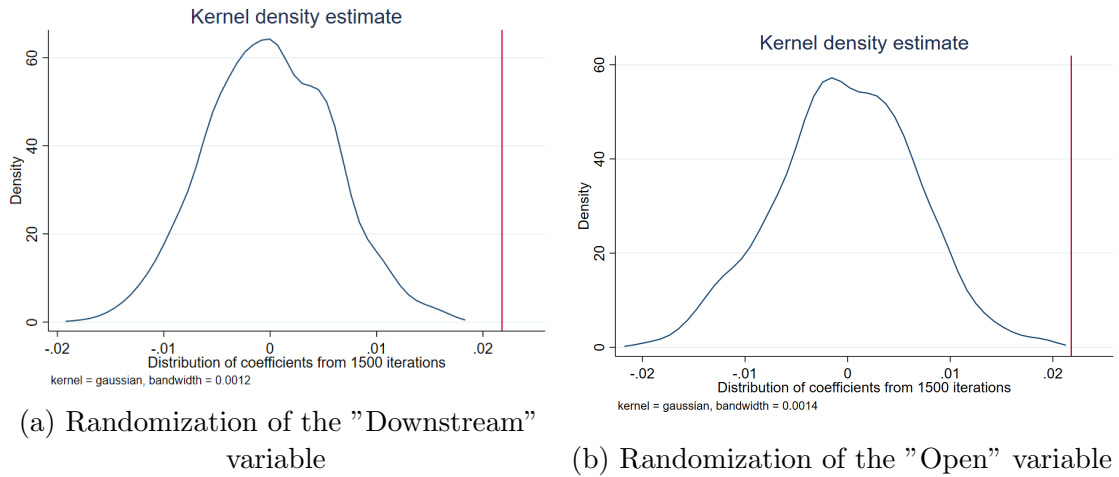 Kernel density estimate
Density
60
40
20
0
-.02 -.01 0 .01 .02
Distribution of coefficients from 1500 iterations
kernel = gaussian, bandwidth = 0.0012
(a) Randomization of the ”Downstream”
variable
Kernel density estimate
Density
60
40
20
0
-.02 -.01 0 .01 .02
Distribution of coefficients from 1500 iterations
kernel = gaussian, bandwidth = 0.0014
(b) Randomization of the ”Open” variable